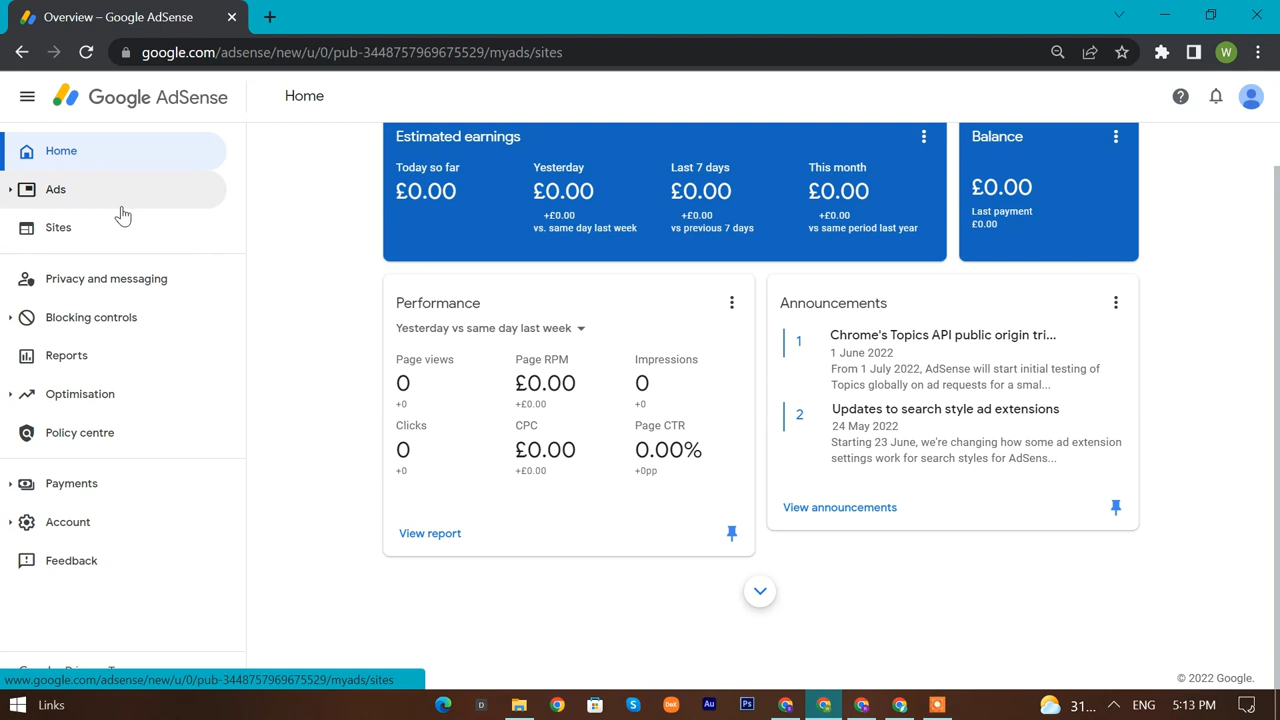 Overview – Google AdSense
google.com/adsense/new/u/0/pub-3448757969675529/myads/sites
W
Google AdSense
Home
Home
Ads
Sites
Privacy and messaging
Blocking controls
Reports
Optimisation
Policy centre
Payments
Account
Feedback
Estimated earnings
Today so far
£0.00
Yesterday
£0.00
+£0.00
vs. same day last week
Last 7 days
£0.00
+£0.00
vs previous 7 days
This month
£0.00
+£0.00
vs same period last year
Balance
£0.00
Last payment
£0.00
Performance
Yesterday vs same day last week
Page views
0
+0
Page RPM
£0.00
+£0.00
Impressions
0
+0
Clicks
0
+0
CPC
£0.00
+£0.00
Page CTR
0.00%
+0pp
View report
Announcements
1
Chrome's Topics API public origin tri...
1 June 2022
From 1 July 2022, AdSense will start initial testing of
Topics globally on ad requests for a smal...
2
Updates to search style ad extensions
24 May 2022
Starting 23 June, we're changing how some ad extension
settings work for search styles for AdSens...
View announcements
© 2022 Google.
www.google.com/adsense/new/u/0/pub-3448757969675529/myads/sites
Links
D
DeX
Au
Ps
31...
5:13 PM